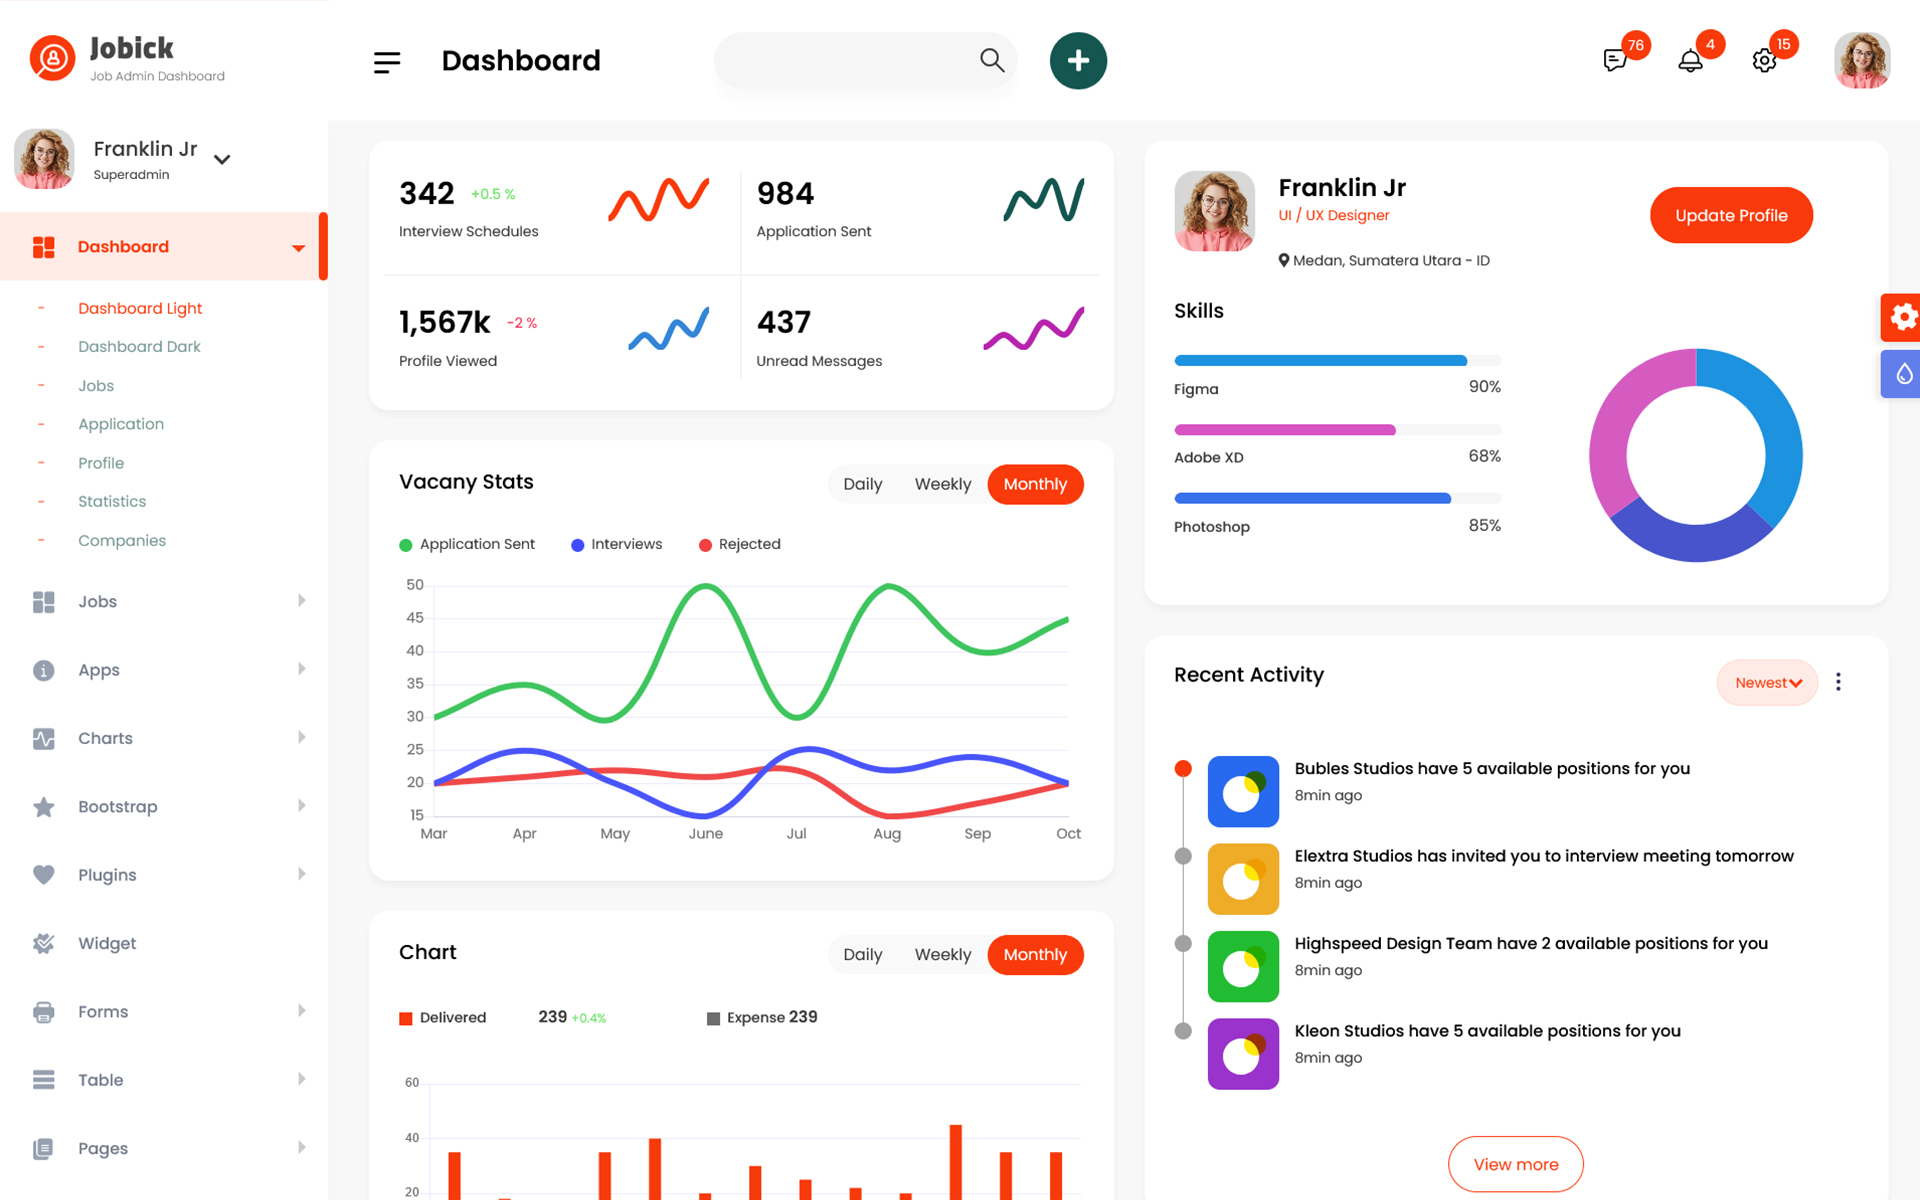 Jobick
Job Admin Dashboard
Dashboard
76
4
15
Franklin Jr
Superadmin
Dashboard
- Dashboard Light
- Dashboard Dark
- Jobs
- Application
- Profile
- Statistics
- Companies
Jobs
Apps
Charts
Bootstrap
Plugins
Widget
Forms
Table
Pages
342 +0.5 %
Interview Schedules
984
Application Sent
1,567k -2 %
Profile Viewed
437
Unread Messages
Vacany Stats
Daily Weekly Monthly
Application Sent Interviews Rejected
50
45
40
35
30
25
20
15
Mar Apr May June Jul Aug Sep Oct
Chart
Daily Weekly Monthly
Delivered 239 +0.4% Expense 239
60
40
20
Franklin Jr
UI / UX Designer
Medan, Sumatera Utara - ID
Update Profile
Skills
Figma 90%
Adobe XD 68%
Photoshop 85%
Recent Activity
Newest
Bubles Studios have 5 available positions for you
8min ago
Elextra Studios has invited you to interview meeting tomorrow
8min ago
Highspeed Design Team have 2 available positions for you
8min ago
Kleon Studios have 5 available positions for you
8min ago
View more